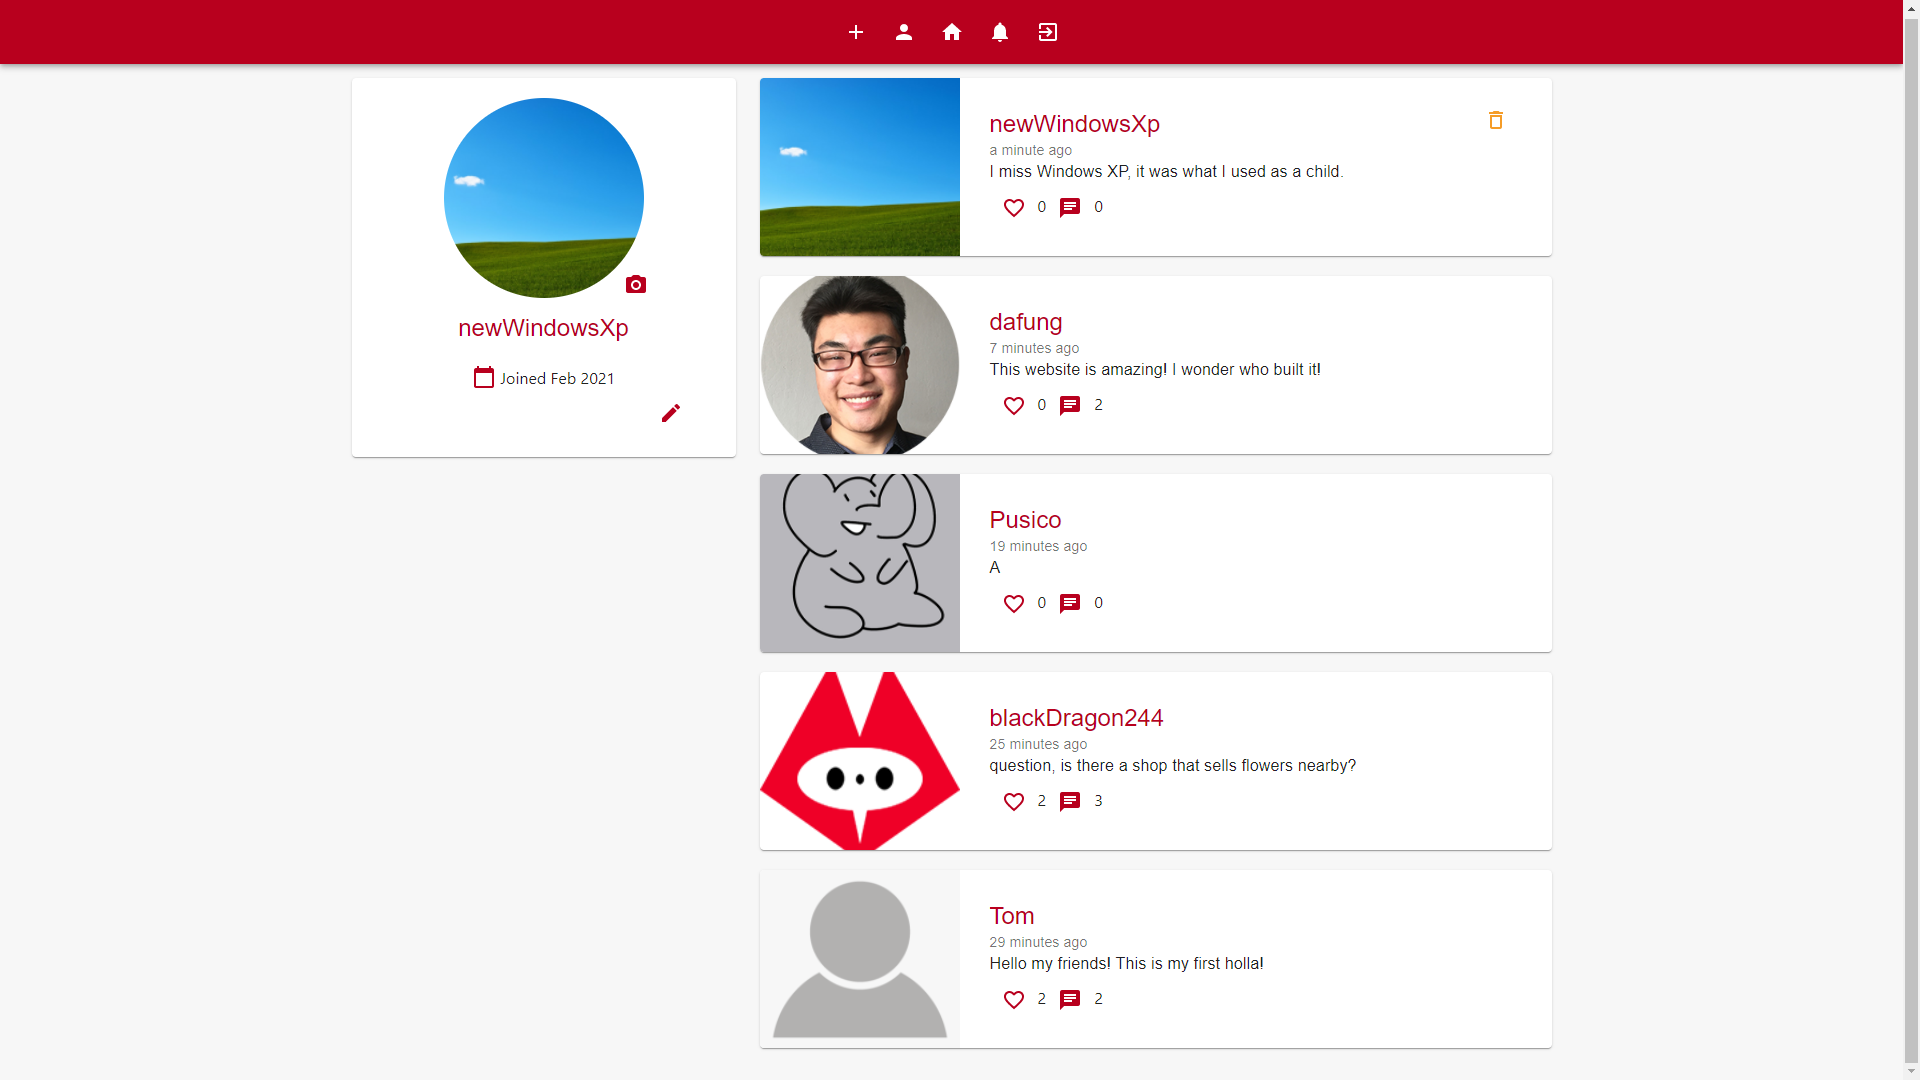 newWindowsXp
Joined Feb 2021
newWindowsXp
a minute ago
I miss Windows XP, it was what I used as a child.
0 0
dafung
7 minutes ago
This website is amazing! I wonder who built it!
0 2
Pusico
19 minutes ago
A
0 0
blackDragon244
25 minutes ago
question, is there a shop that sells flowers nearby?
2 3
Tom
29 minutes ago
Hello my friends! This is my first holla!
2 2